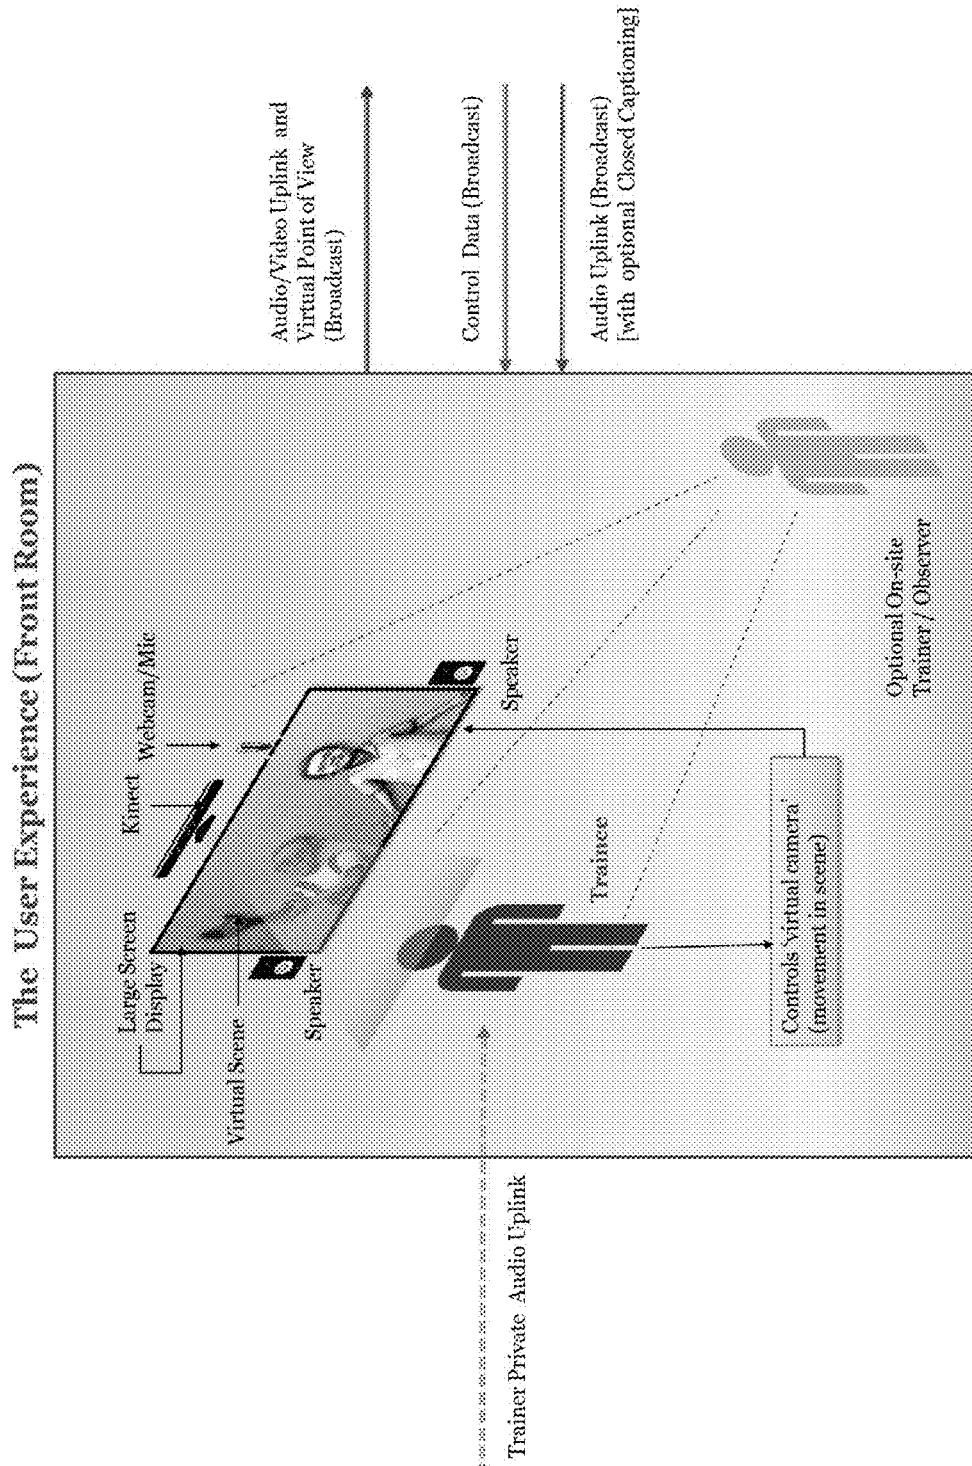 The User Experience (Front Room)
Large Screen
Display
Kinect
Webcam/Mic
Virtual Scene
Speaker
Speaker
Trainee
Controls 'virtual camera'
(movement in scene)
Optional On-site
Trainer / Observer
Trainer Private Audio Uplink
Audio/Video Uplink and
Virtual Point of View
(Broadcast)
Control Data (Broadcast)
Audio Uplink (Broadcast)
[with optional Closed Captioning]